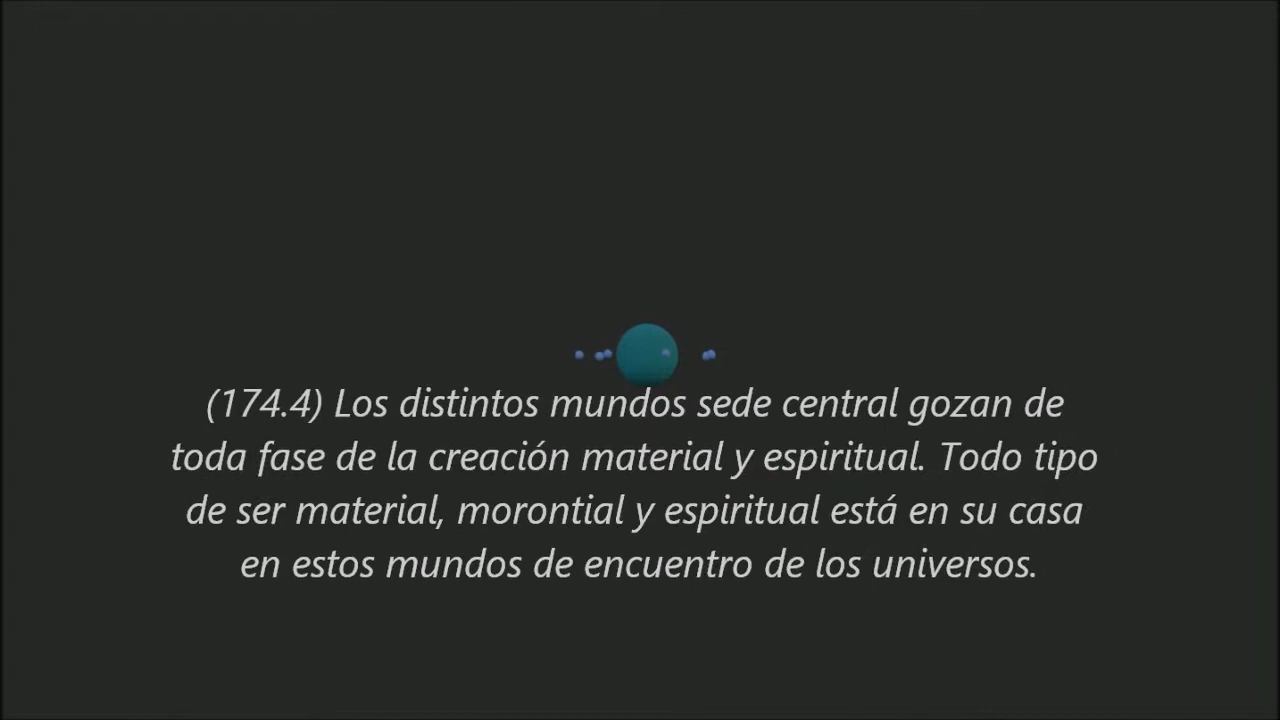 (174.4) Los distintos mundos sede central gozan de
toda fase de la creación material y espiritual. Todo tipo
de ser material, morontial y espiritual está en su casa
en estos mundos de encuentro de los universos.